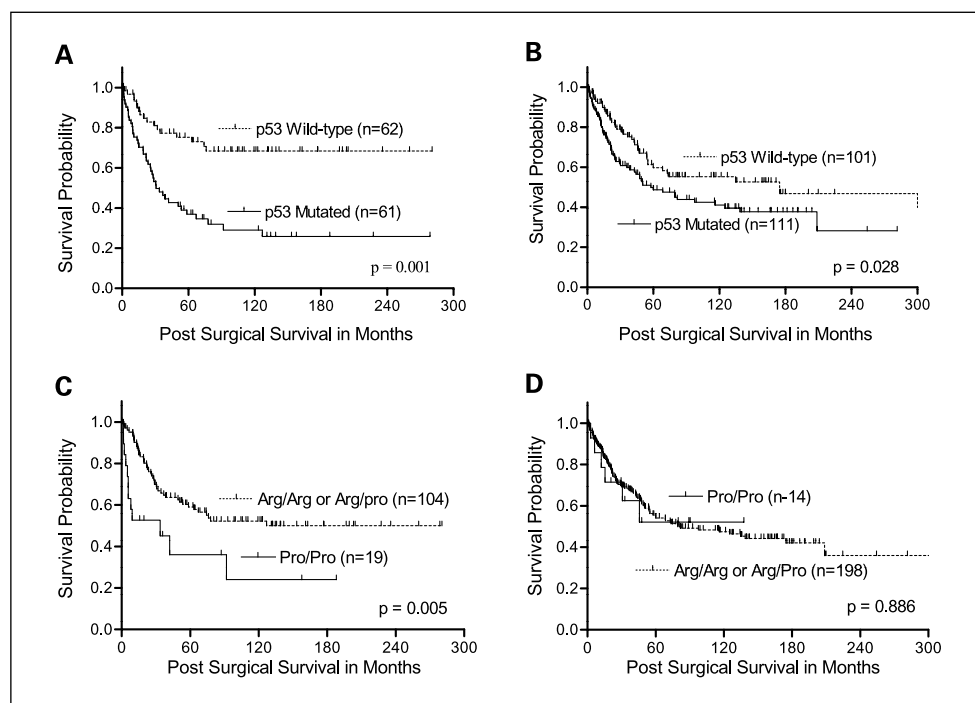 A
Survival Probability
1.0
0.8
0.6
0.4
0.2
0.0
p53 Wild-type (n=62)
p53 Mutated (n=61)
p = 0.001
0 60 120 180 240 300
Post Surgical Survival in Months
B
Survival Probability
1.0
0.8
0.6
0.4
0.2
0.0
p53 Wild-type (n=101)
p53 Mutated (n=111)
p = 0.028
0 60 120 180 240 300
Post Surgical Survival in Months
C
Survival Probability
1.0
0.8
0.6
0.4
0.2
0.0
Arg/Arg or Arg/pro (n=104)
Pro/Pro (n=19)
p = 0.005
0 60 120 180 240 300
Post Surgical Survival in Months
D
Survival Probability
1.0
0.8
0.6
0.4
0.2
0.0
Pro/Pro (n-14)
Arg/Arg or Arg/Pro (n=198)
p = 0.886
0 60 120 180 240 300
Post Surgical Survival in Months